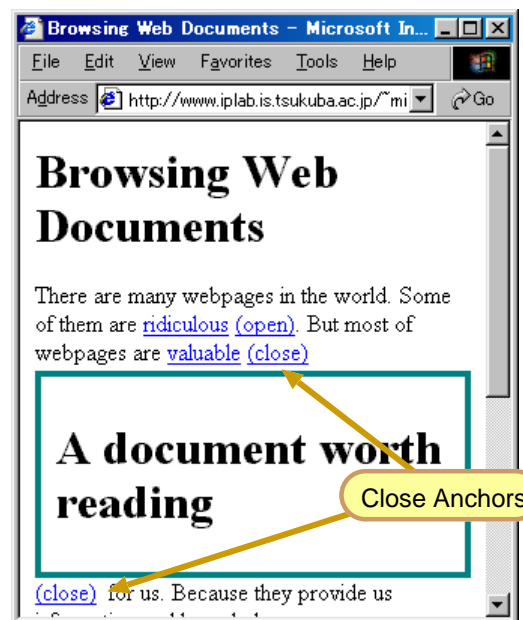 Browsing Web Documents - Microsoft In...
File Edit View Favorites Tools Help
Address http://www.iplab.is.tsukuba.ac.jp/~mi Go
Browsing Web
Documents
There are many webpages in the world. Some
of them are ridiculous (open). But most of
webpages are valuable (close)
A document worth
reading
Close Anchors
(close) for us. Because they provide us